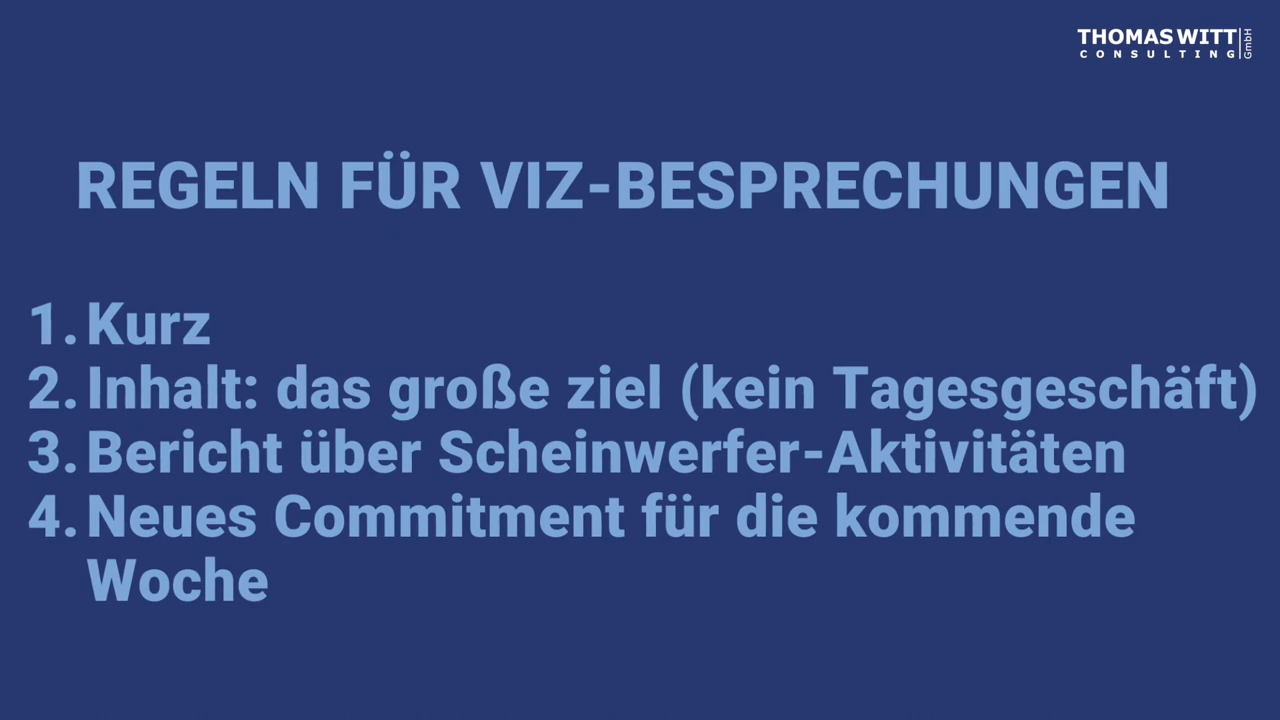 THOMAS WITT
CONSULTING
GmbH
REGELN FÜR VIZ-BESPRECHUNGEN
1. Kurz
2. Inhalt: das große ziel (kein Tagesgeschäft)
3. Bericht über Scheinwerfer-Aktivitäten
4. Neues Commitment für die kommende
Woche